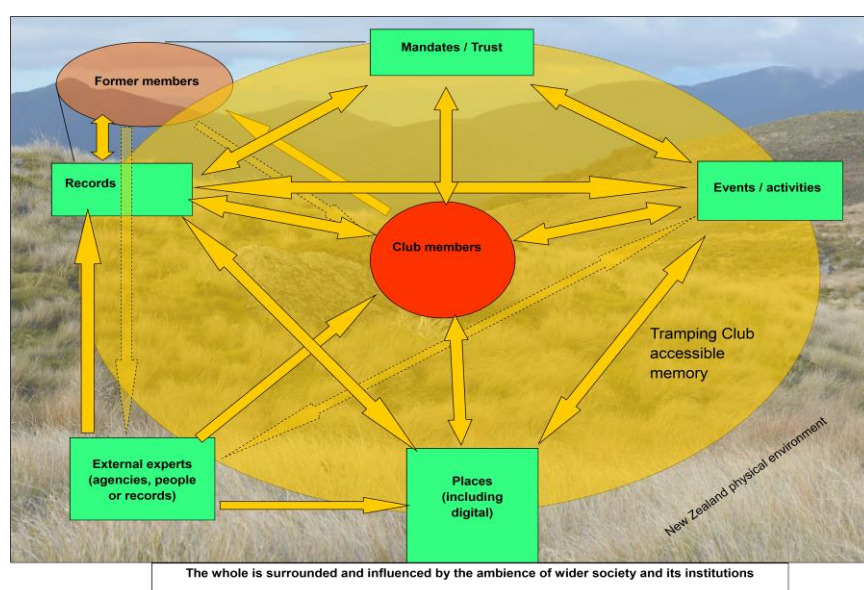 Mandates / Trust
Former members
Records
Events / activities
Club members
Tramping Club
accessible
memory
External experts
(agencies, people
or records)
Places
(including
digital)
New Zealand physical environment
The whole is surrounded and influenced by the ambience of wider society and its institutions